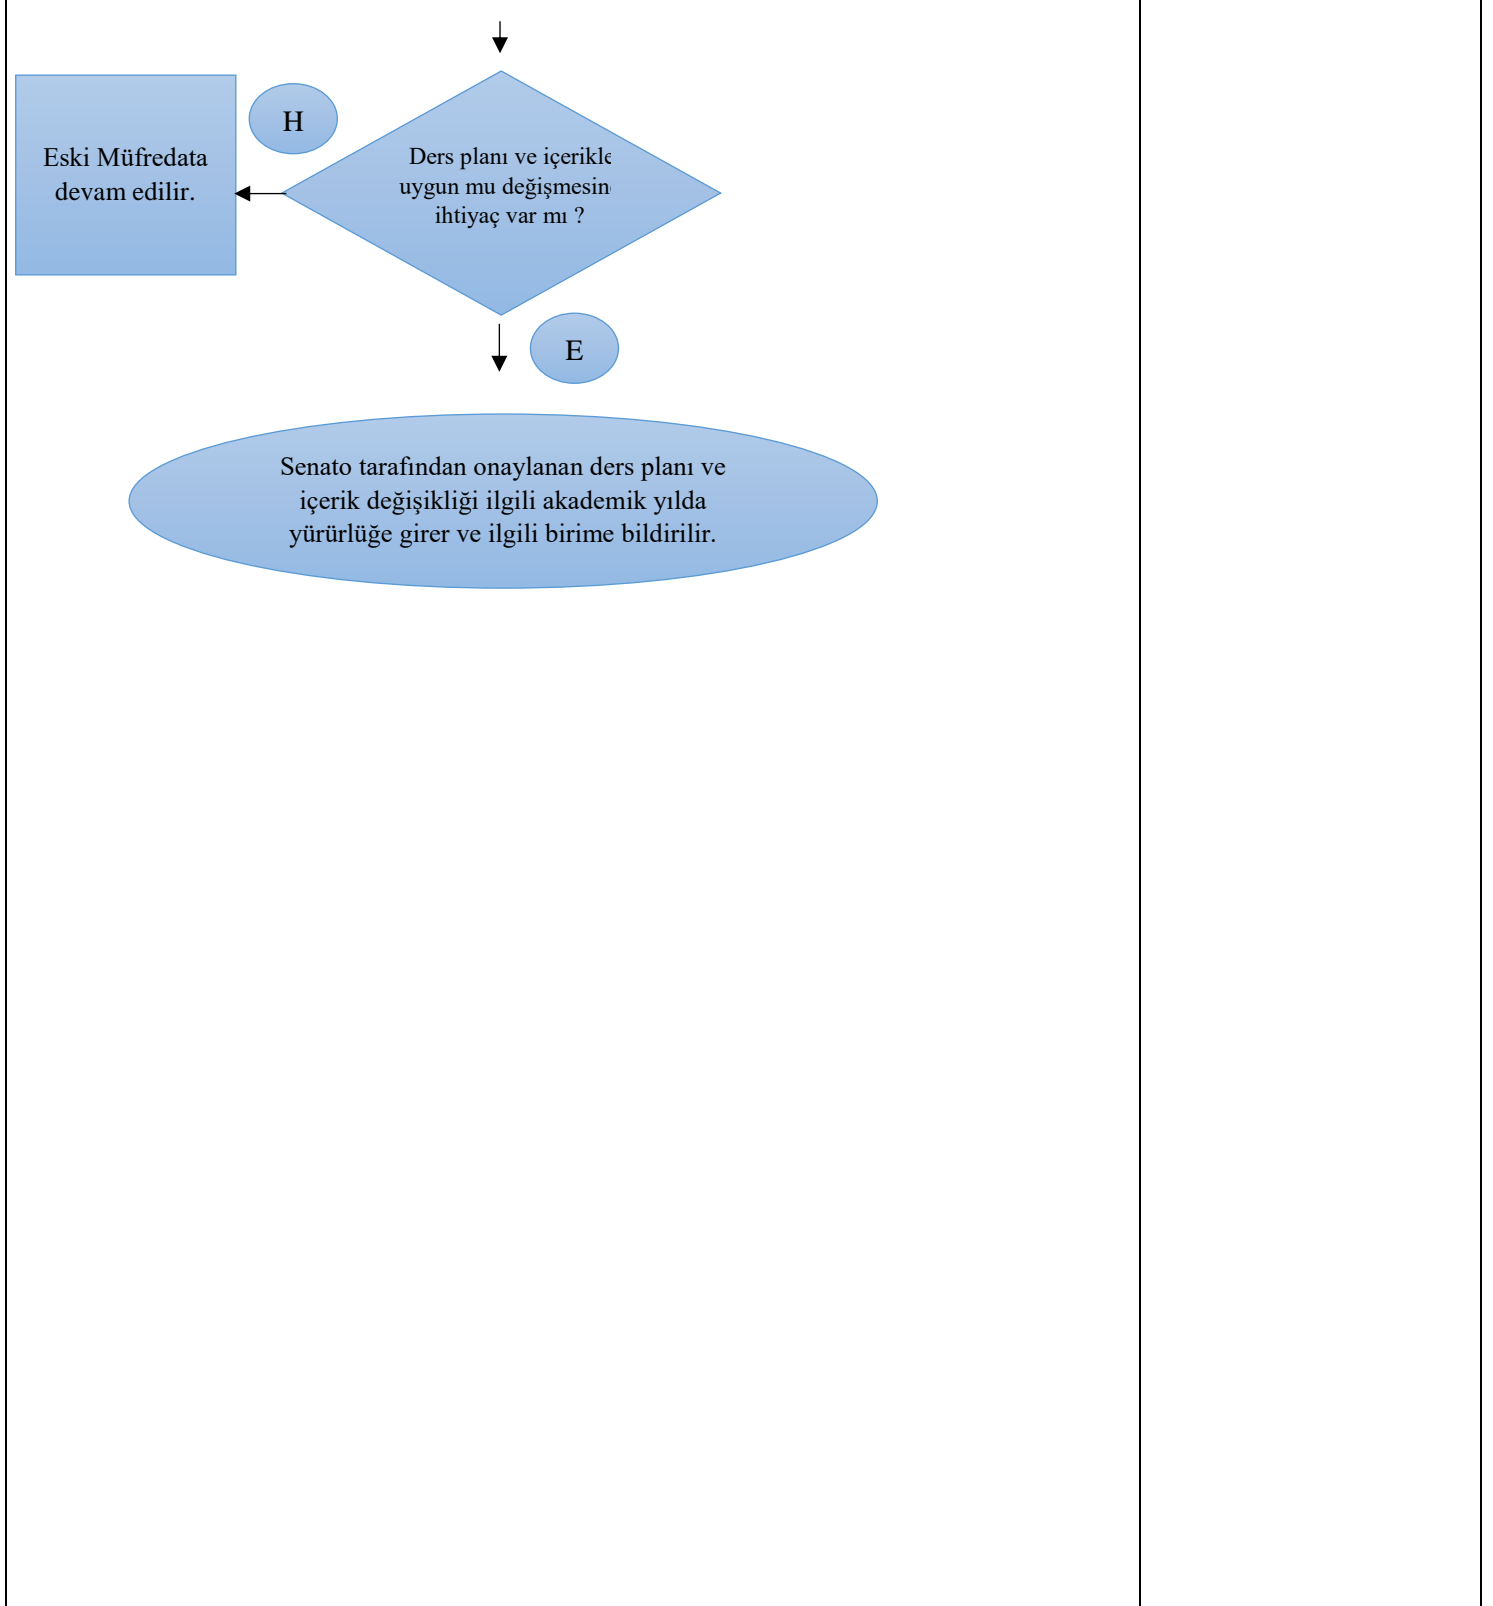 H
Eski Müfredata
devam edilir.
Ders planı ve içerikle
uygun mu değişmesin
ihtiyaç var mı ?
E
Senato tarafından onaylanan ders planı ve
içerik değişikliği ilgili akademik yılda
yürürlüğe girer ve ilgili birime bildirilir.